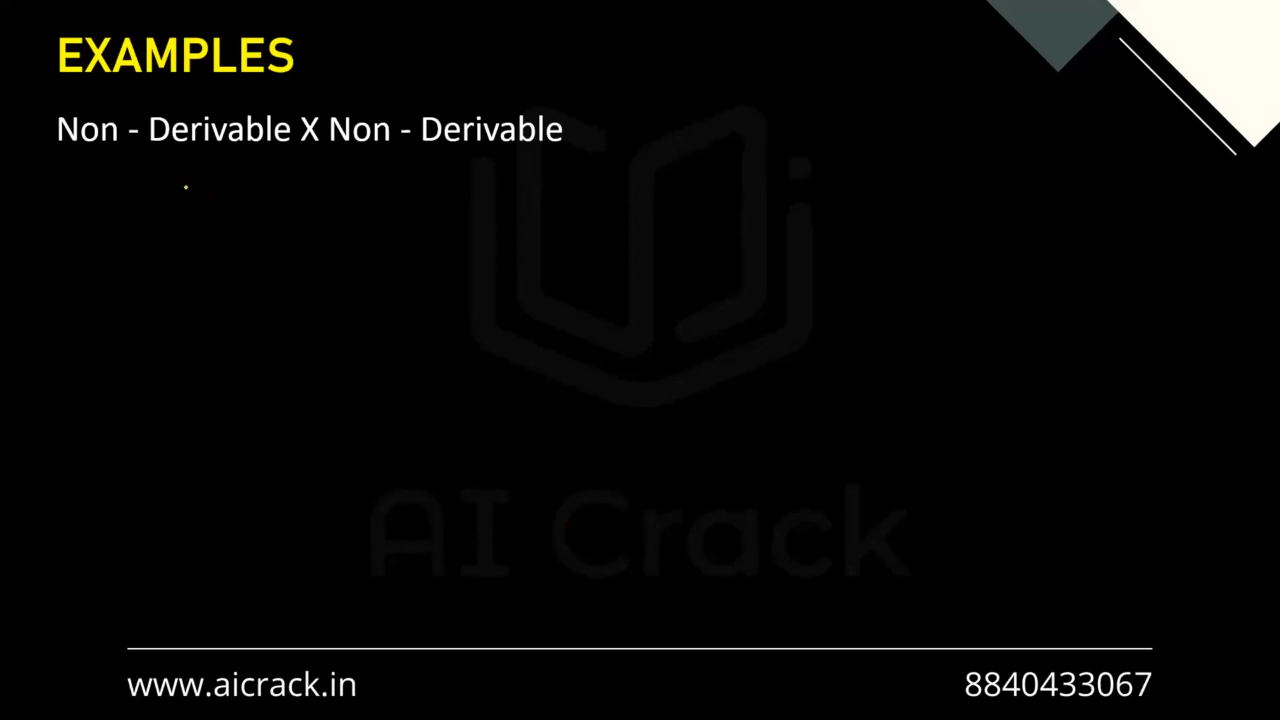 EXAMPLES
Non - Derivable X Non - Derivable
AI Crack
www.aicrack.in
8840433067